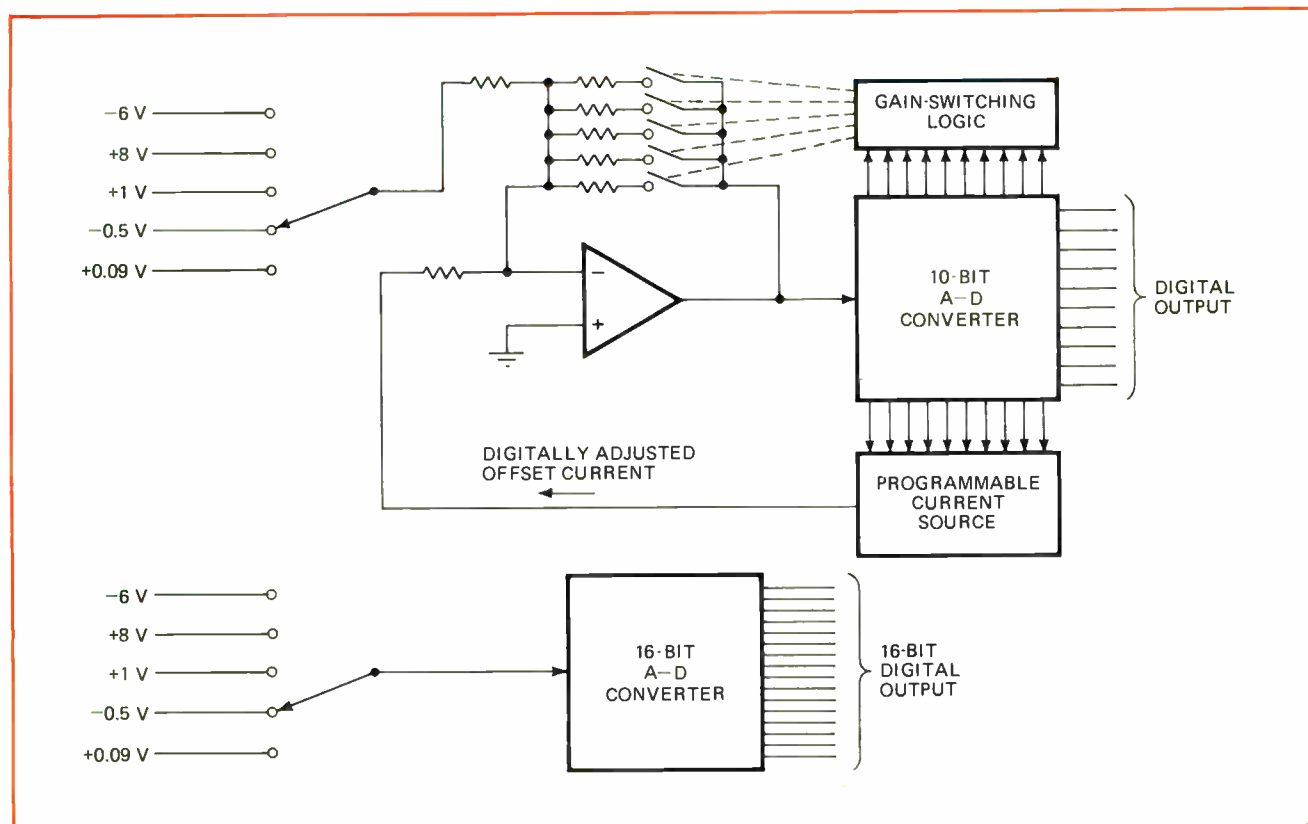 −6 V
+8 V
+1 V
−0.5 V
+0.09 V
GAIN-SWITCHING
LOGIC
−
+
10-BIT
A–D
CONVERTER
DIGITAL
OUTPUT
DIGITALLY ADJUSTED
OFFSET CURRENT
PROGRAMMABLE
CURRENT
SOURCE
−6 V
+8 V
+1 V
−0.5 V
+0.09 V
16-BIT
A–D
CONVERTER
16-BIT
DIGITAL
OUTPUT